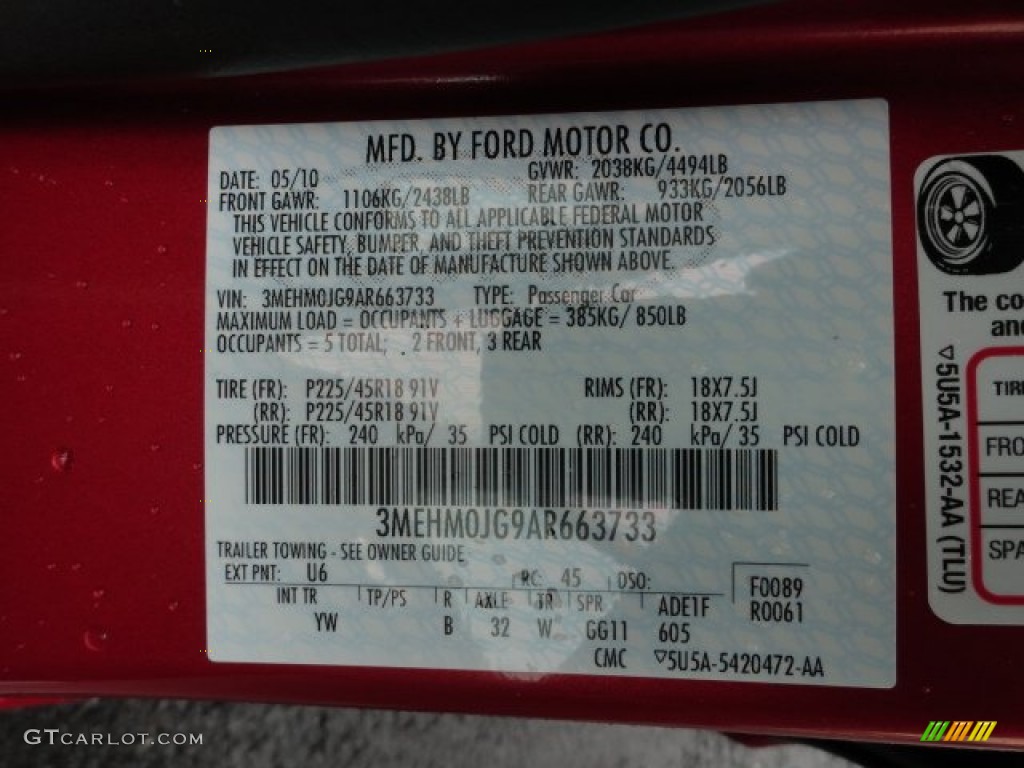 MFD. BY FORD MOTOR CO.
DATE: 05/10 GVWR: 2038KG/4494LB
FRONT GAWR: 1106KG/2438LB REAR GAWR: 933KG/2056LB
THIS VEHICLE CONFORMS TO ALL APPLICABLE FEDERAL MOTOR
VEHICLE SAFETY, BUMPER, AND THEFT PREVENTION STANDARDS
IN EFFECT ON THE DATE OF MANUFACTURE SHOWN ABOVE.
VIN: 3MEHM0JG9AR663733 TYPE: Passenger Car
MAXIMUM LOAD = OCCUPANTS + LUGGAGE = 385KG/ 850LB
OCCUPANTS = 5 TOTAL; . 2 FRONT, 3 REAR
TIRE (FR): P225/45R18 91V RIMS (FR): 18X7.5J
(RR): P225/45R18 91V (RR): 18X7.5J
PRESSURE (FR): 240 kPa/ 35 PSI COLD (RR): 240 kPa/ 35 PSI COLD
3MEHM0JG9AR663733
TRAILER TOWING - SEE OWNER GUIDE
EXT PNT: U6 RC: 45 DSO: F0089
INT TR TP/PS R AXLE TR SPR ADE1F R0061
YW B 32 W GG11 605
CMC ▽5U5A-5420472-AA
The co
and
▽5U5A-1532-AA (TLU)
TIRE
FRO
REA
SPA
GTCARLOT.COM